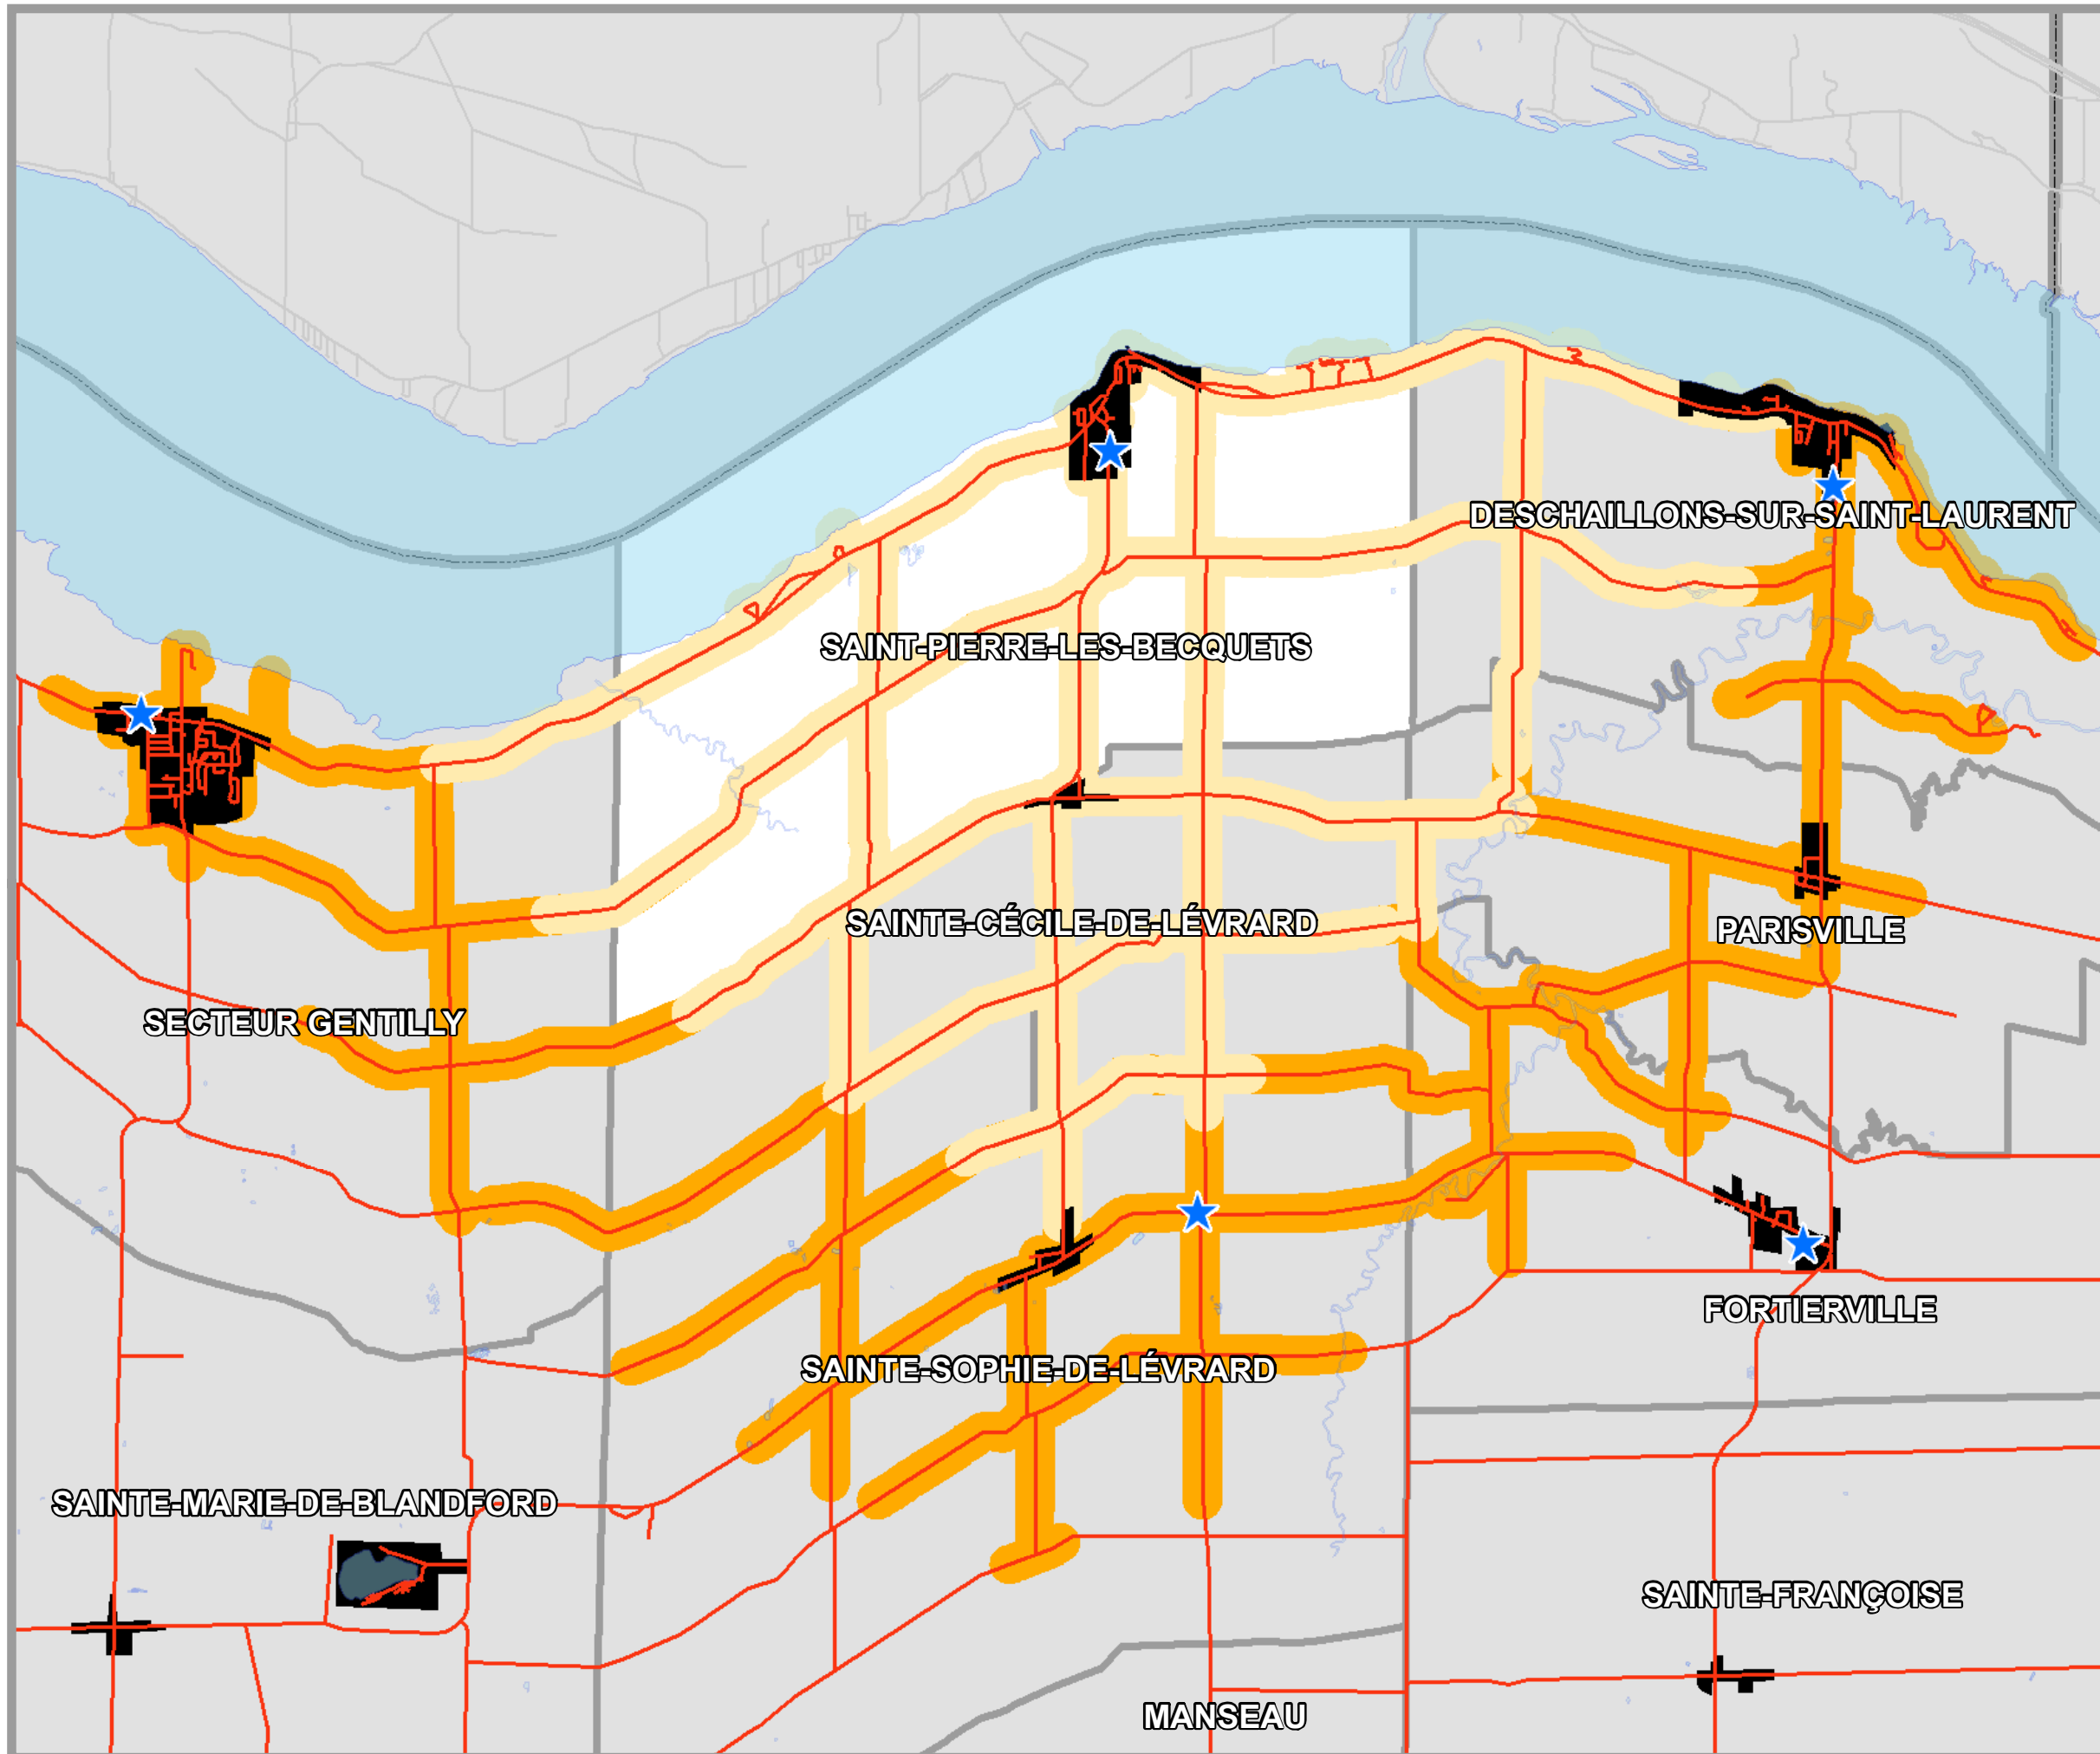 DESCHAILLONS-SUR-SAINT-LAURENT
SAINT-PIERRE-LES-BECQUETS
SAINTE-CÉCILE-DE-LÉVRARD
PARISVILLE
SECTEUR GENTILLY
FORTIERVILLE
SAINTE-SOPHIE-DE-LÉVRARD
SAINTE-MARIE-DE-BLANDFORD
SAINTE-FRANÇOISE
MANSEAU